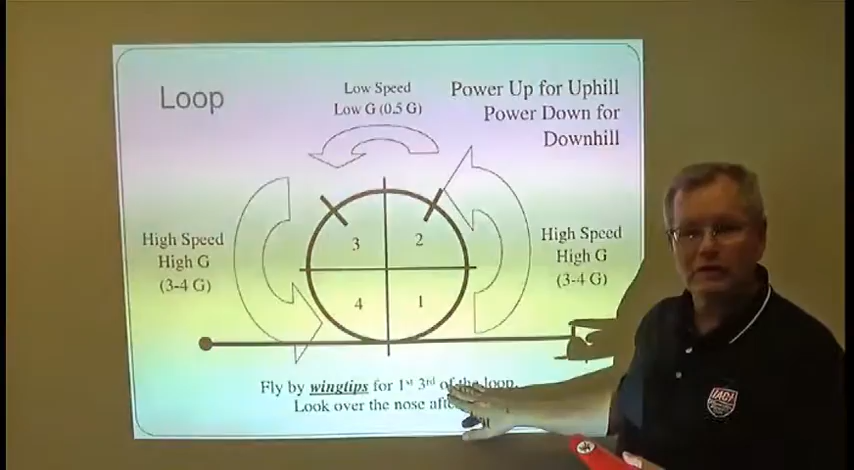 Loop
Low Speed
Low G (0.5 G)
Power Up for Uphill
Power Down for
Downhill
High Speed
High G
(3-4 G)
3
2
4
1
High Speed
High G
(3-4 G)
Fly by wingtips for 1st 3rd of the loop.
Look over the nose
IAC